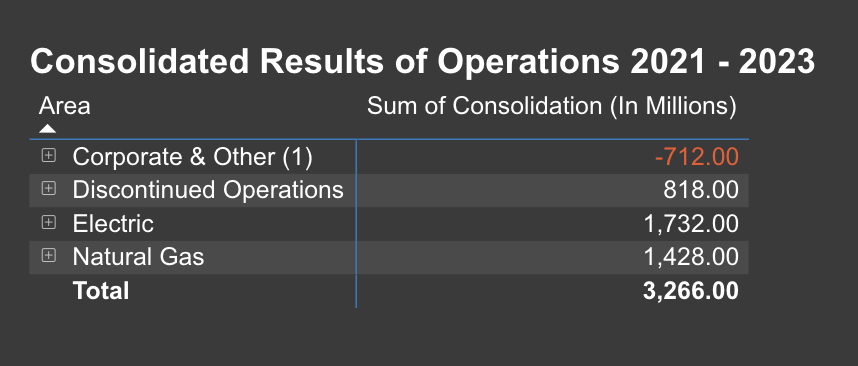 Consolidated Results of Operations 2021 - 2023
Area Sum of Consolidation (In Millions)
Corporate & Other (1) -712.00
Discontinued Operations 818.00
Electric 1,732.00
Natural Gas 1,428.00
Total 3,266.00